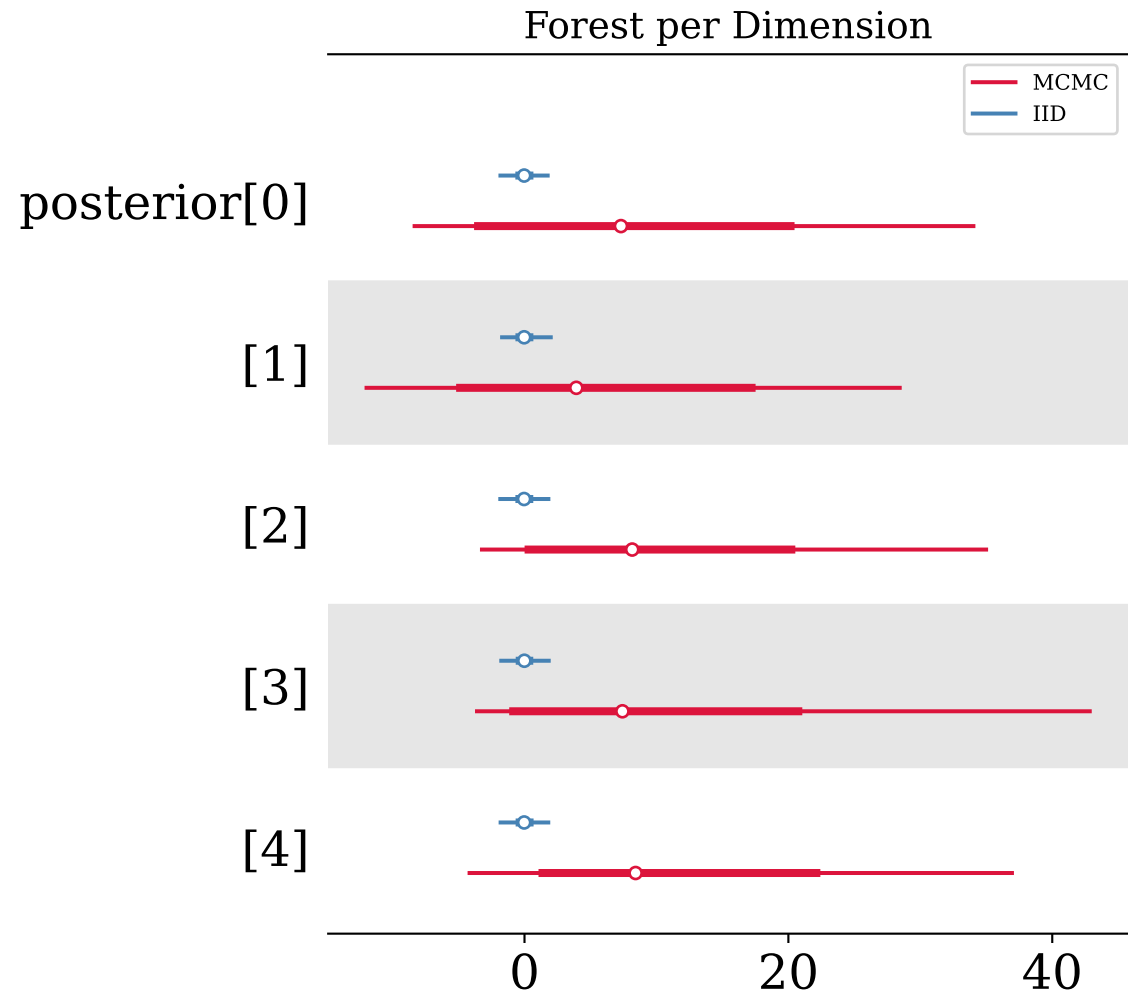 Forest per Dimension
MCMC
IID
posterior[0]
[1]
[2]
[3]
[4]
0 20 40